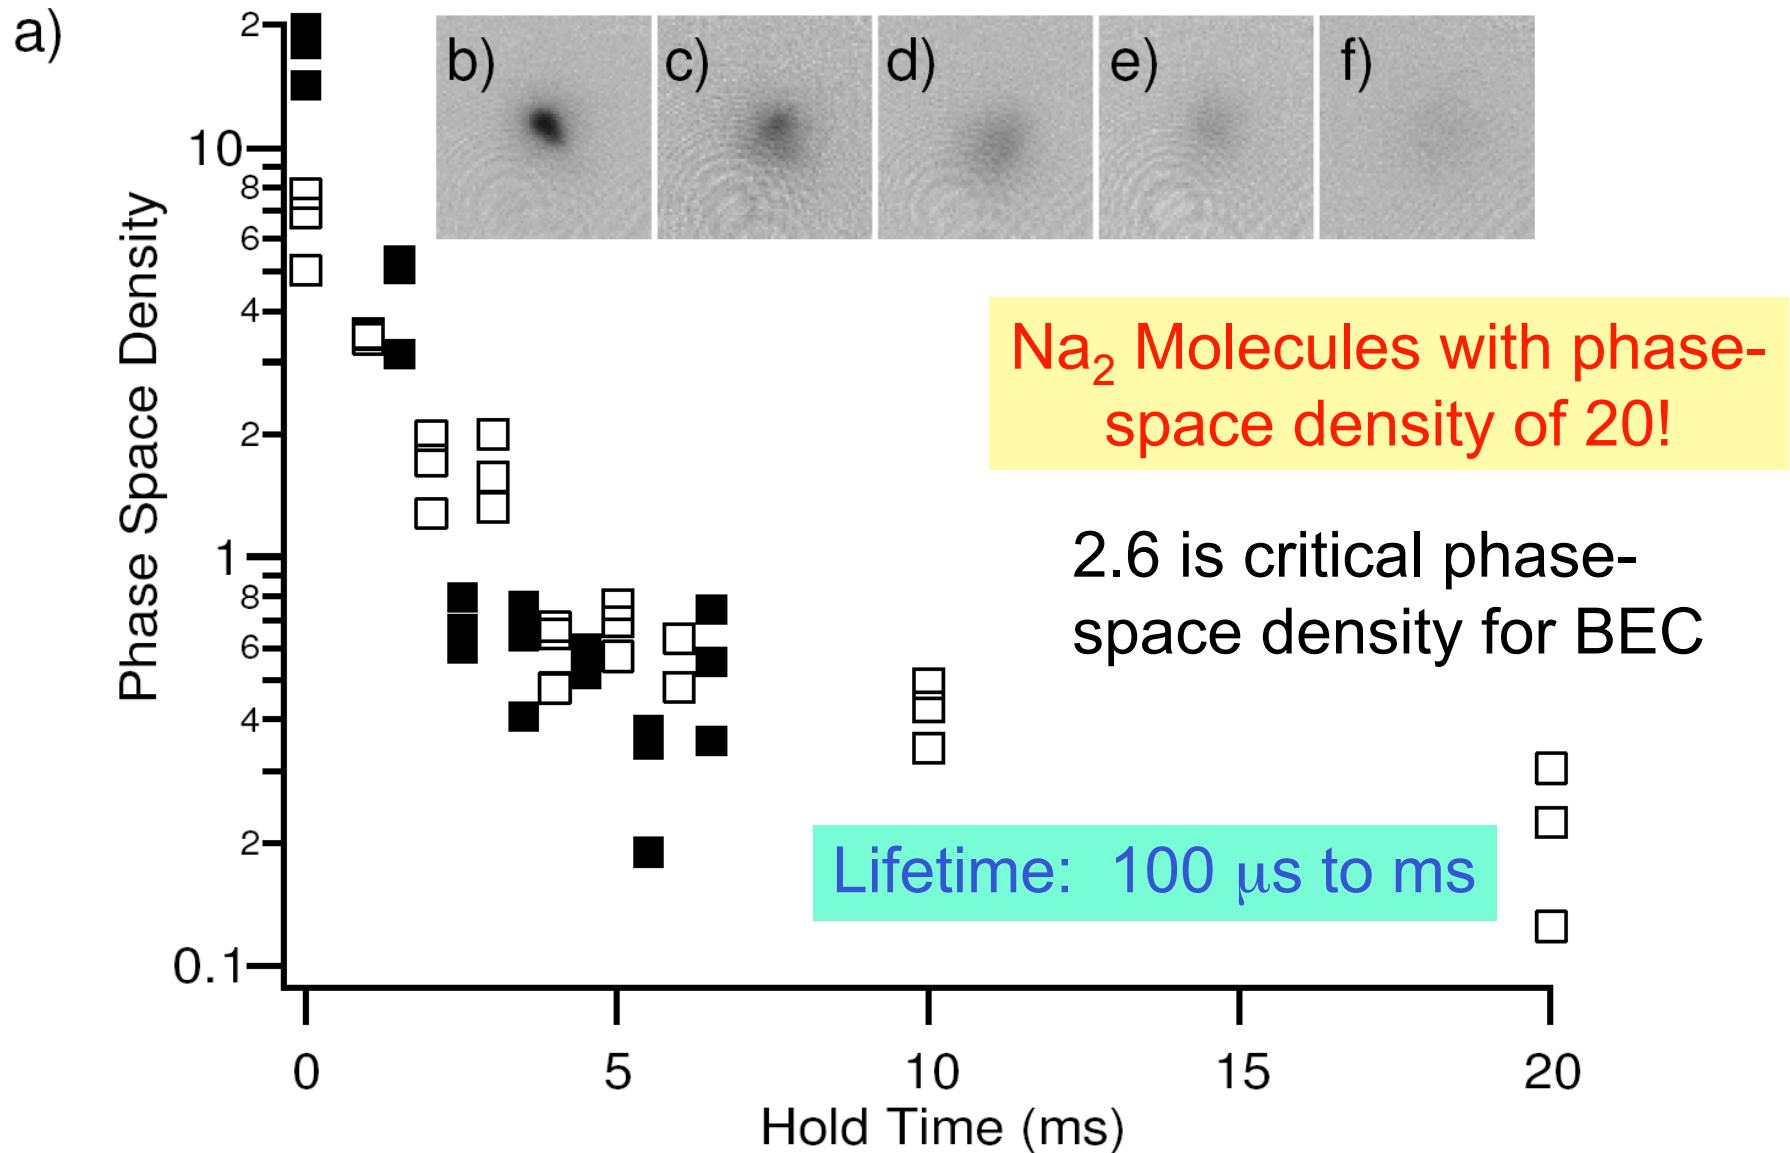 a)
b) c) d) e) f)
2
10
8
6
4
2
1
8
6
4
2
0.1
Phase Space Density
Na₂ Molecules with phase-
space density of 20!
2.6 is critical phase-
space density for BEC
Lifetime: 100 μs to ms
0 5 10 15 20
Hold Time (ms)